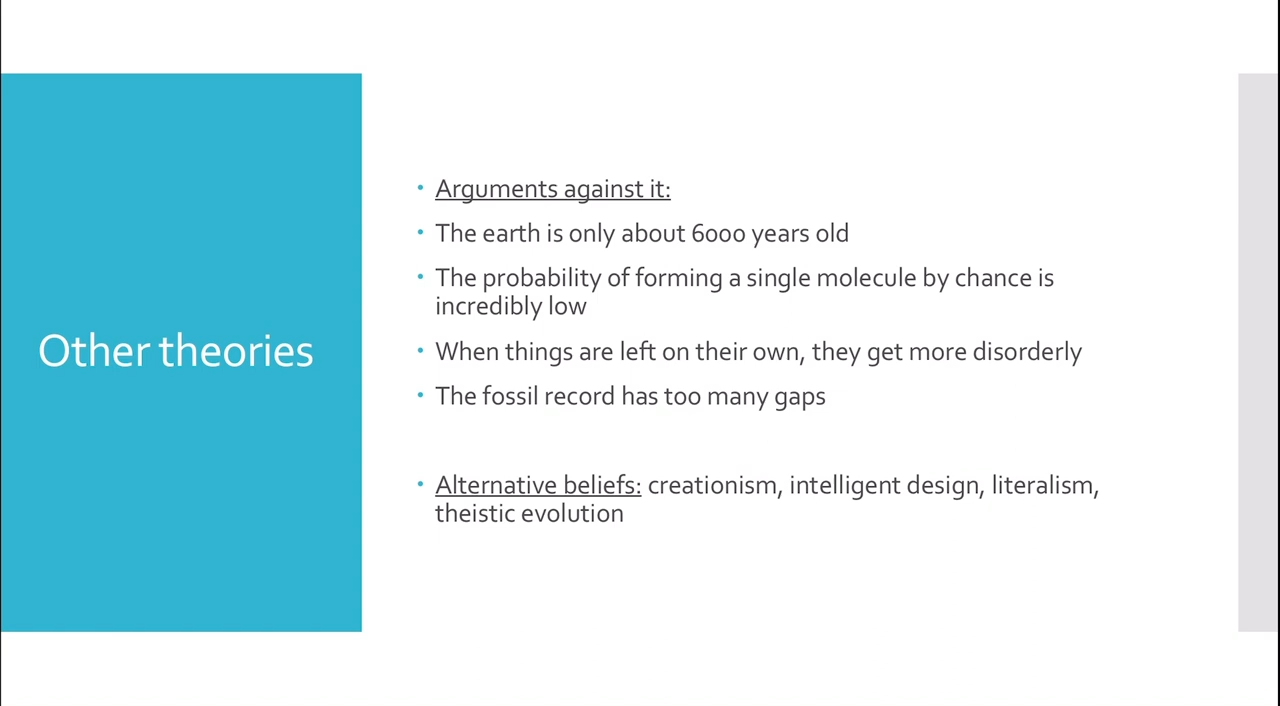 Other theories
• Arguments against it:
• The earth is only about 6000 years old
• The probability of forming a single molecule by chance is
incredibly low
• When things are left on their own, they get more disorderly
• The fossil record has too many gaps
• Alternative beliefs: creationism, intelligent design, literalism,
theistic evolution